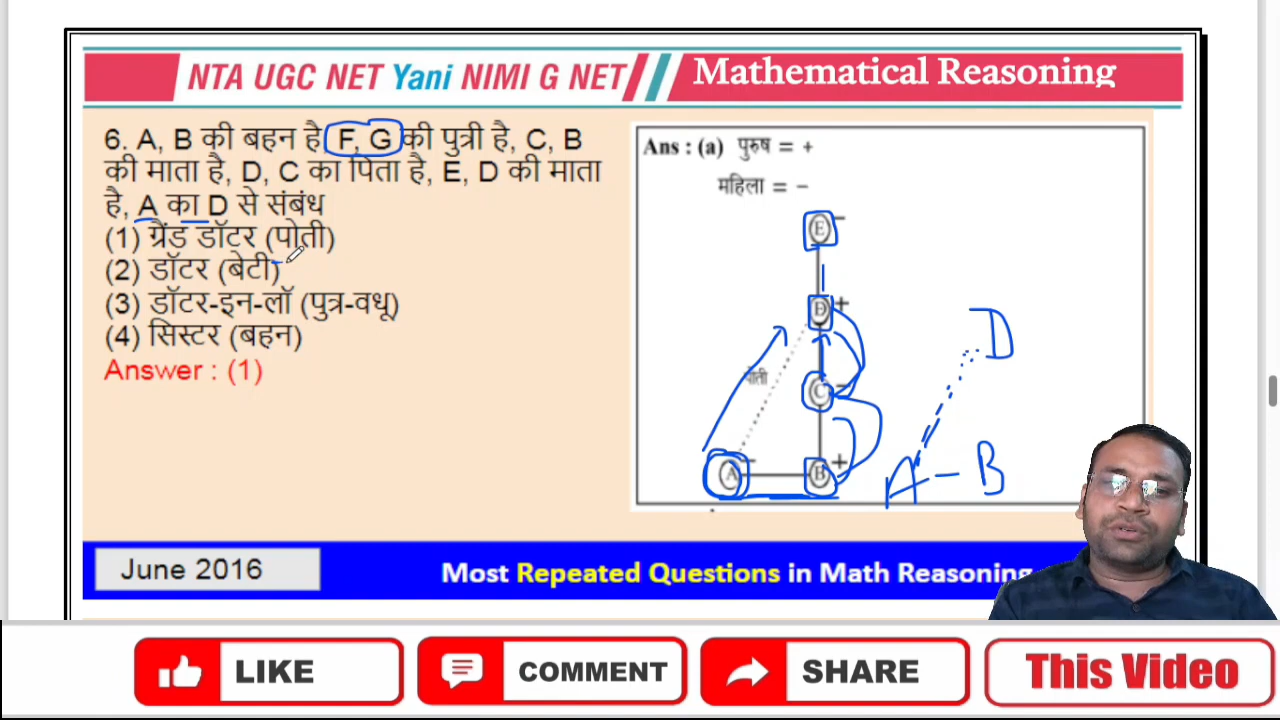 NTA UGC NET Yani NIMI G NET
Mathematical Reasoning
6. A, B की बहन है, F, G की पुत्री है, C, B
की माता है, D, C का पिता है, E, D की माता
है, A का D से संबंध
(1) ग्रैंड डॉटर (पोती)
(2) डॉटर (बेटी)
(3) डॉटर-इन-लॉ (पुत्र-वधू)
(4) सिस्टर (बहन)
Answer : (1)
Ans : (a) पुरुष = +
महिला = −
E −
D +
पोती
C −
A −
B +
D
A − B
June 2016
Most Repeated Questions in Math Reasoning
LIKE
COMMENT
SHARE
This Video